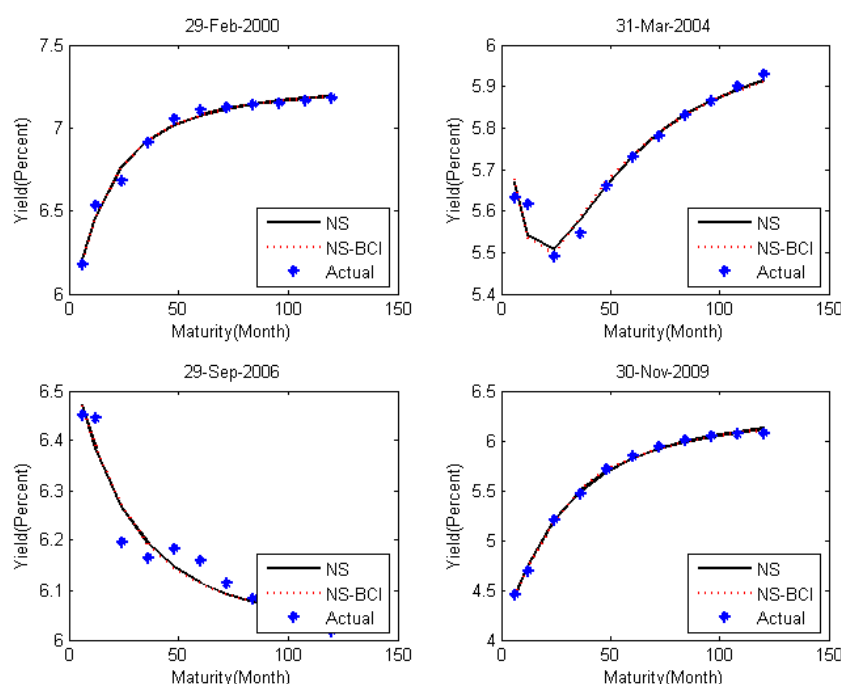 29-Feb-2000
7.5
7
6.5
6
Yield(Percent)
NS
NS-BCI
Actual
0 50 100 150
Maturity(Month)
31-Mar-2004
6
5.9
5.8
5.7
5.6
5.5
5.4
Yield(Percent)
NS
NS-BCI
Actual
0 50 100 150
Maturity(Month)
29-Sep-2006
6.5
6.4
6.3
6.2
6.1
6
Yield(Percent)
NS
NS-BCI
Actual
0 50 100 150
Maturity(Month)
30-Nov-2009
6.5
6
5.5
5
4.5
4
Yield(Percent)
NS
NS-BCI
Actual
0 50 100 150
Maturity(Month)